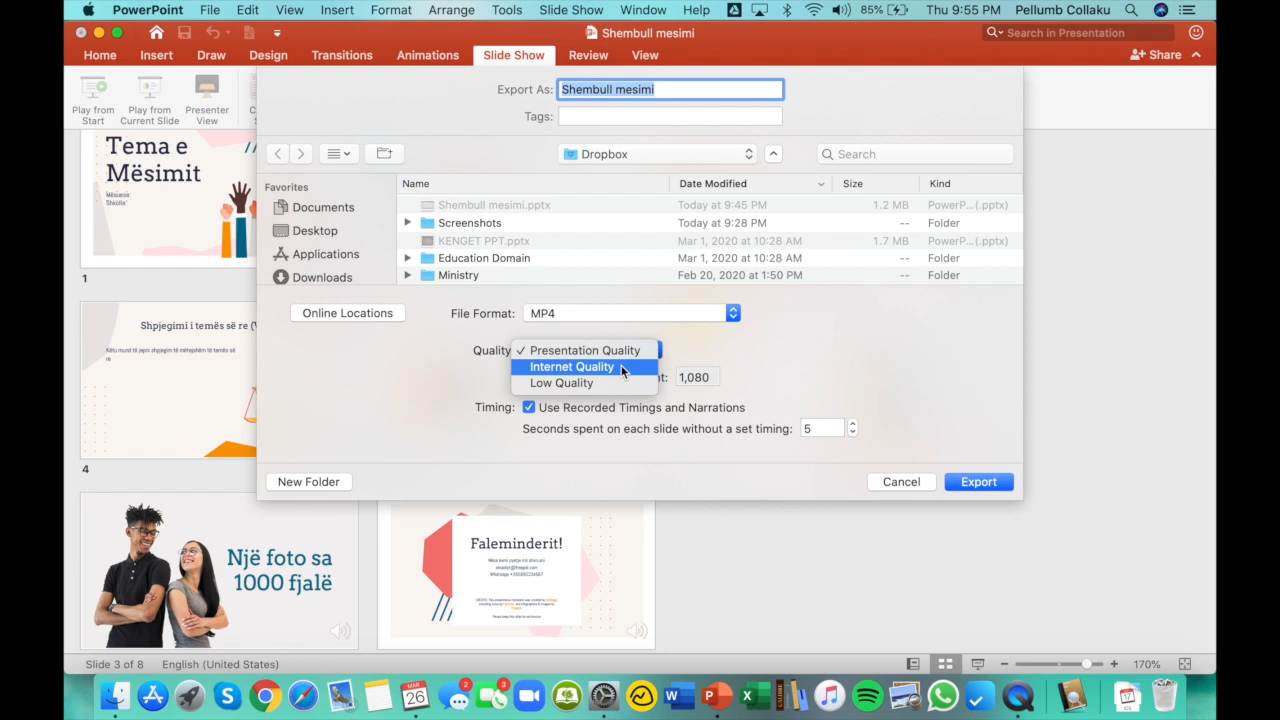 PowerPoint File Edit View Insert Format Arrange Tools Slide Show Window Help 85% Thu 9:55 PM Pellumb Collaku
Shembull mesimi
Search in Presentation
Home Insert Draw Design Transitions Animations Slide Show Review View Share
Play from Start
Play from Current Slide
Presenter View
Export As: Shembull mesimi
Tags:
Dropbox
Search
Favorites
Documents
Desktop
Applications
Downloads
Name Date Modified Size Kind
Shembull mesimi.pptx Today at 9:45 PM 1.2 MB PowerP...(.pptx)
Screenshots Today at 9:28 PM -- Folder
KENGET PPT.pptx Mar 1, 2020 at 10:28 AM 1.7 MB PowerP...(.pptx)
Education Domain Mar 1, 2020 at 10:28 AM -- Folder
Ministry Feb 20, 2020 at 1:50 PM -- Folder
Online Locations
File Format: MP4
Quality
Presentation Quality
Internet Quality
Low Quality
1,080
Timing: Use Recorded Timings and Narrations
Seconds spent on each slide without a set timing: 5
New Folder
Cancel
Export
Tema e
Mësimit
1
Shpjegimi i temës së re
4
Një foto sa
1000 fjalë
Faleminderit!
Slide 3 of 8 English (United States) 170%
2
3
MAR
26